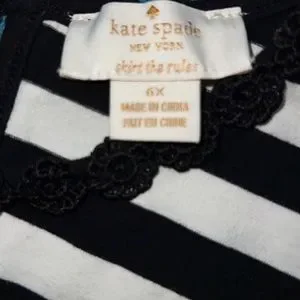 kate spade
NEW YORK
skirt the rules
6X
MADE IN CHINA
FAIT EN CHINE